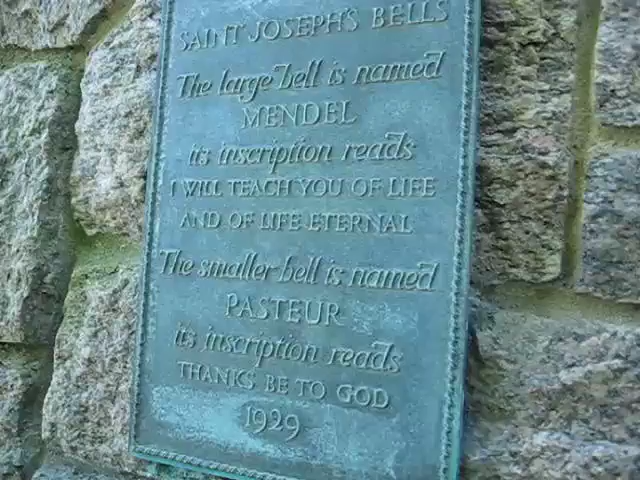 SAINT JOSEPH'S BELLS
The large bell is named
MENDEL
its inscription reads
I WILL TEACH YOU OF LIFE
AND OF LIFE ETERNAL
The smaller bell is named
PASTEUR
its inscription reads
THANKS BE TO GOD
1929